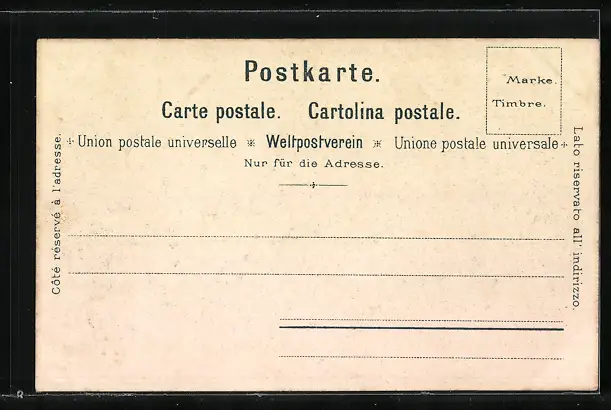 Postkarte.
Marke.
Timbre.
Carte postale. Cartolina postale.
Union postale universelle Weltpostverein Unione postale universale
Nur für die Adresse.
Côté réservé à l'adresse.
Lato riservato all' indirizzo.